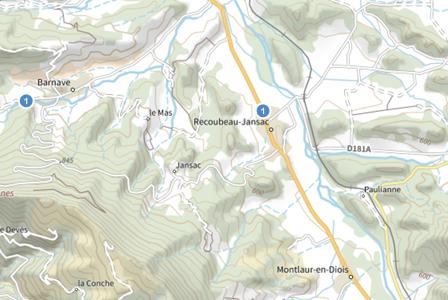 Barnave
1
1
le Mas
Recoubeau-Jansac
D181A
845
Jansac
600
Paulianne
nes
e Devès
600
Montlaur-en-Diois
la Conche